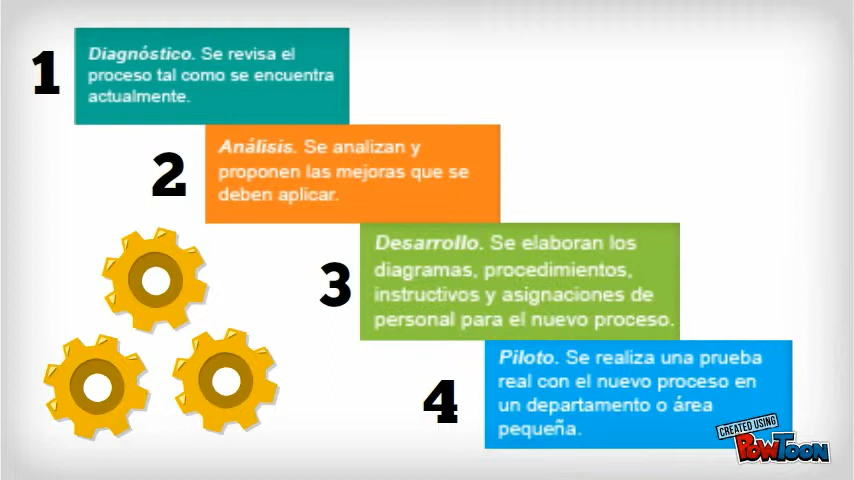 1
Diagnóstico. Se revisa el
proceso tal como se encuentra
actualmente.
2
Análisis. Se analizan y
proponen las mejoras que se
deben aplicar.
3
Desarrollo. Se elaboran los
diagramas, procedimientos,
instructivos y asignaciones de
personal para el nuevo proceso.
4
Piloto. Se realiza una prueba
real con el nuevo proceso en
un departamento o área
pequeña.
CREATED USING
POWTOON